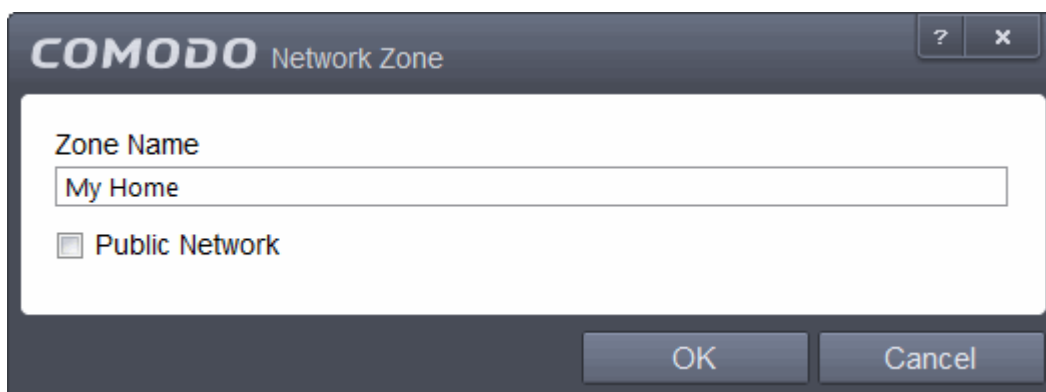 COMODO Network Zone
? x
Zone Name
My Home
Public Network
OK Cancel